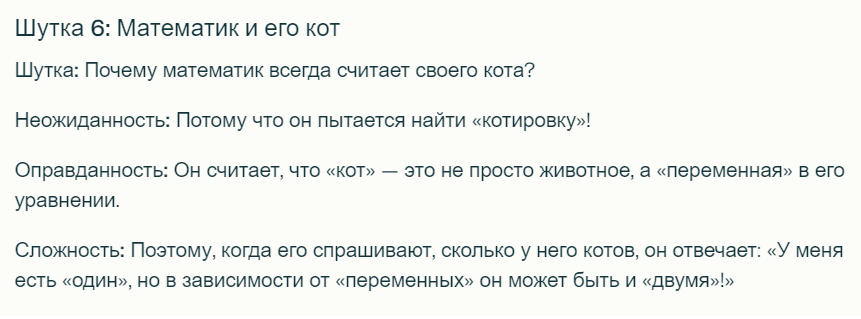 Шутка 6: Математик и его кот
Шутка: Почему математик всегда считает своего кота?
Неожиданность: Потому что он пытается найти «котировку»!
Оправданность: Он считает, что «кот» — это не просто животное, а «переменная» в его
уравнении.
Сложность: Поэтому, когда его спрашивают, сколько у него котов, он отвечает: «У меня
есть «один», но в зависимости от «переменных» он может быть и «двумя»!»